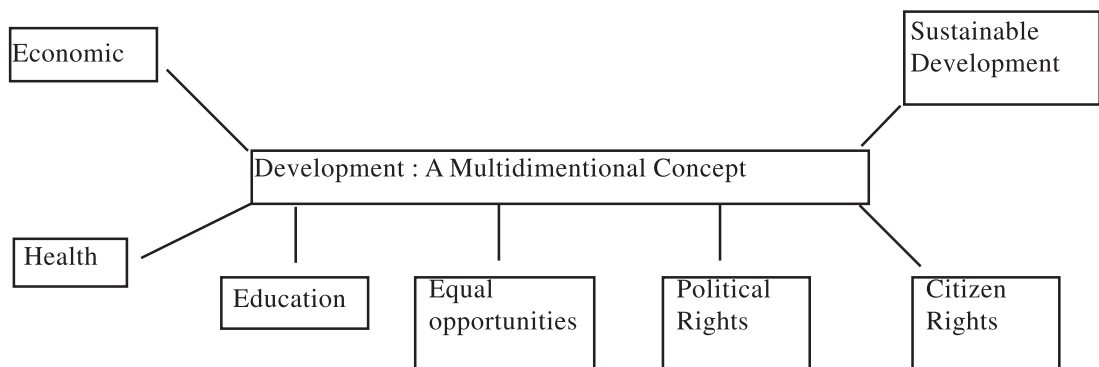 Economic
Sustainable
Development
Development : A Multidimentional Concept
Health
Education
Equal
opportunities
Political
Rights
Citizen
Rights